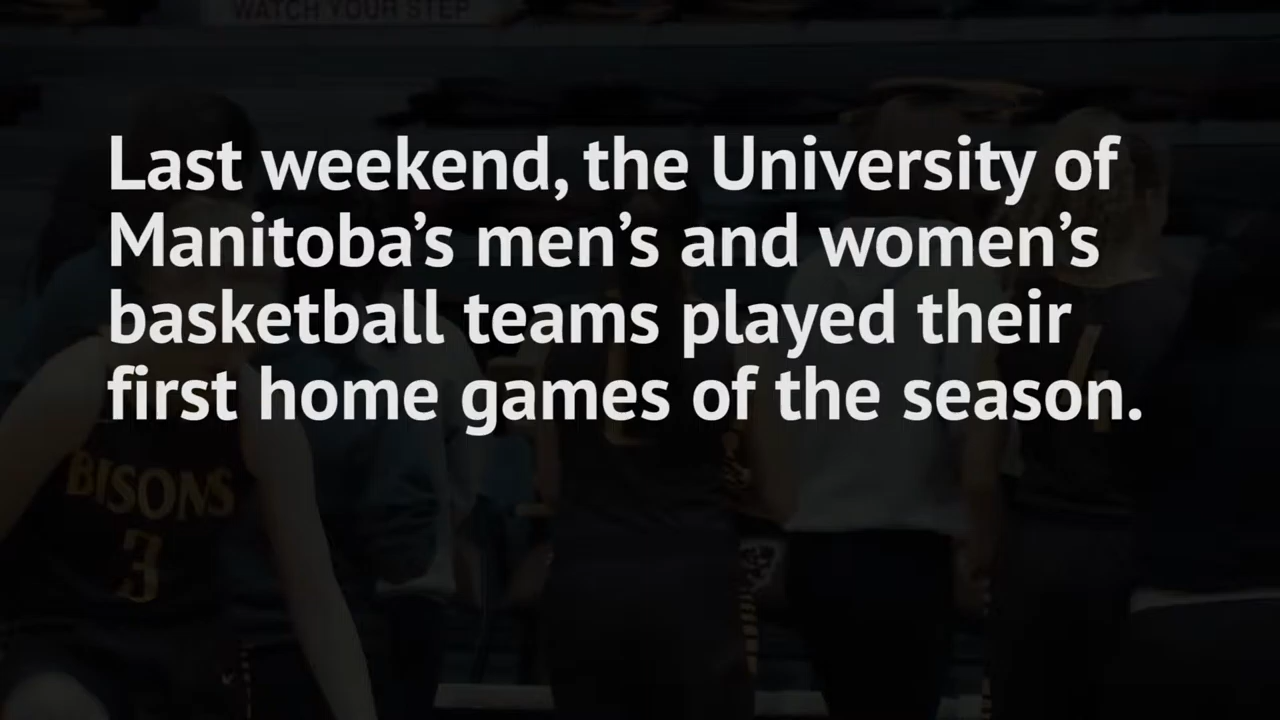 WATCH YOUR STEP
Last weekend, the University of
Manitoba’s men’s and women’s
basketball teams played their
first home games of the season.
BISONS
3